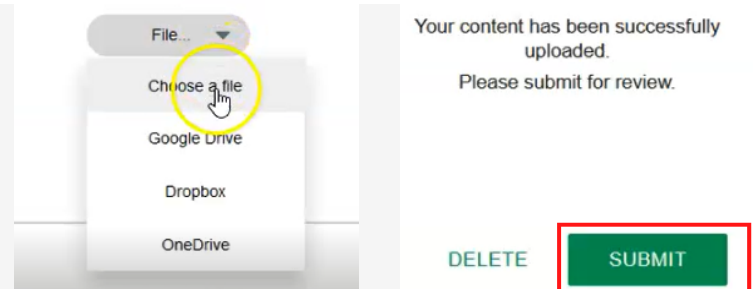 File...
Choose a file
Google Drive
Dropbox
OneDrive
Your content has been successfully
uploaded.
Please submit for review.
DELETE
SUBMIT